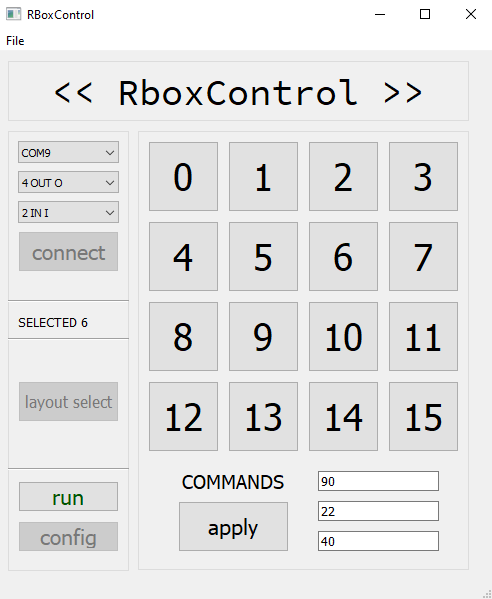 RBoxControl
File
<< RboxControl >>
COM9
4 OUT O
2 IN I
connect
SELECTED 6
layout select
run
config
0 1 2 3
4 5 6 7
8 9 10 11
12 13 14 15
COMMANDS
apply
90
22
40